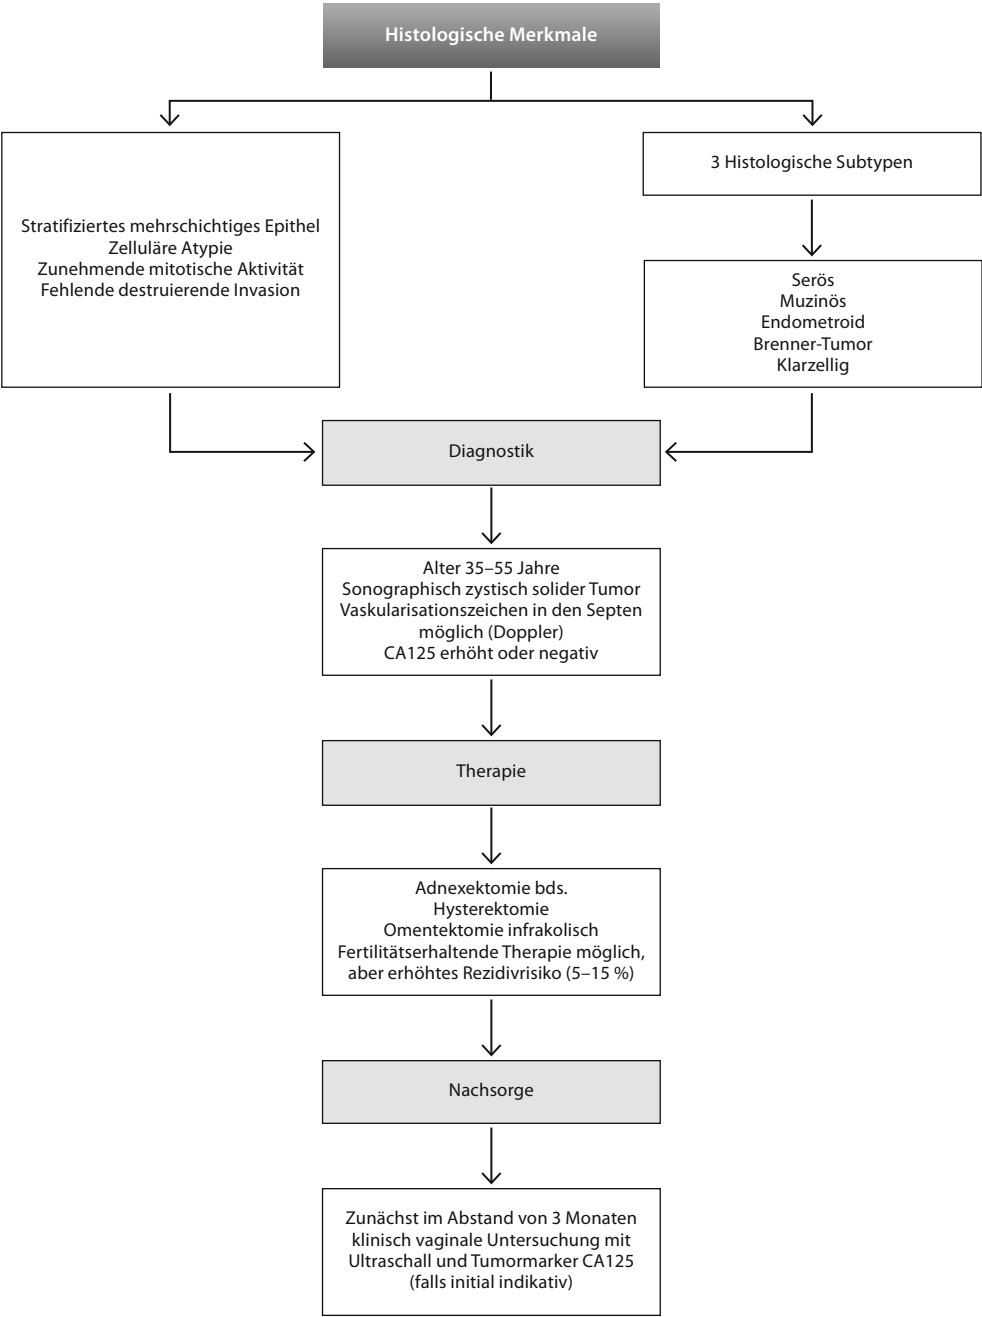 Histologische Merkmale
Stratifiziertes mehrschichtiges Epithel
Zelluläre Atypie
Zunehmende mitotische Aktivität
Fehlende destruierende Invasion
3 Histologische Subtypen
Serös
Muzinös
Endometroid
Brenner-Tumor
Klarzellig
Diagnostik
Alter 35–55 Jahre
Sonographisch zystisch solider Tumor
Vaskularisationszeichen in den Septen
möglich (Doppler)
CA125 erhöht oder negativ
Therapie
Adnexektomie bds.
Hysterektomie
Omentektomie infrakolisch
Fertilitätserhaltende Therapie möglich,
aber erhöhtes Rezidivrisiko (5–15 %)
Nachsorge
Zunächst im Abstand von 3 Monaten
klinisch vaginale Untersuchung mit
Ultraschall und Tumormarker CA125
(falls initial indikativ)